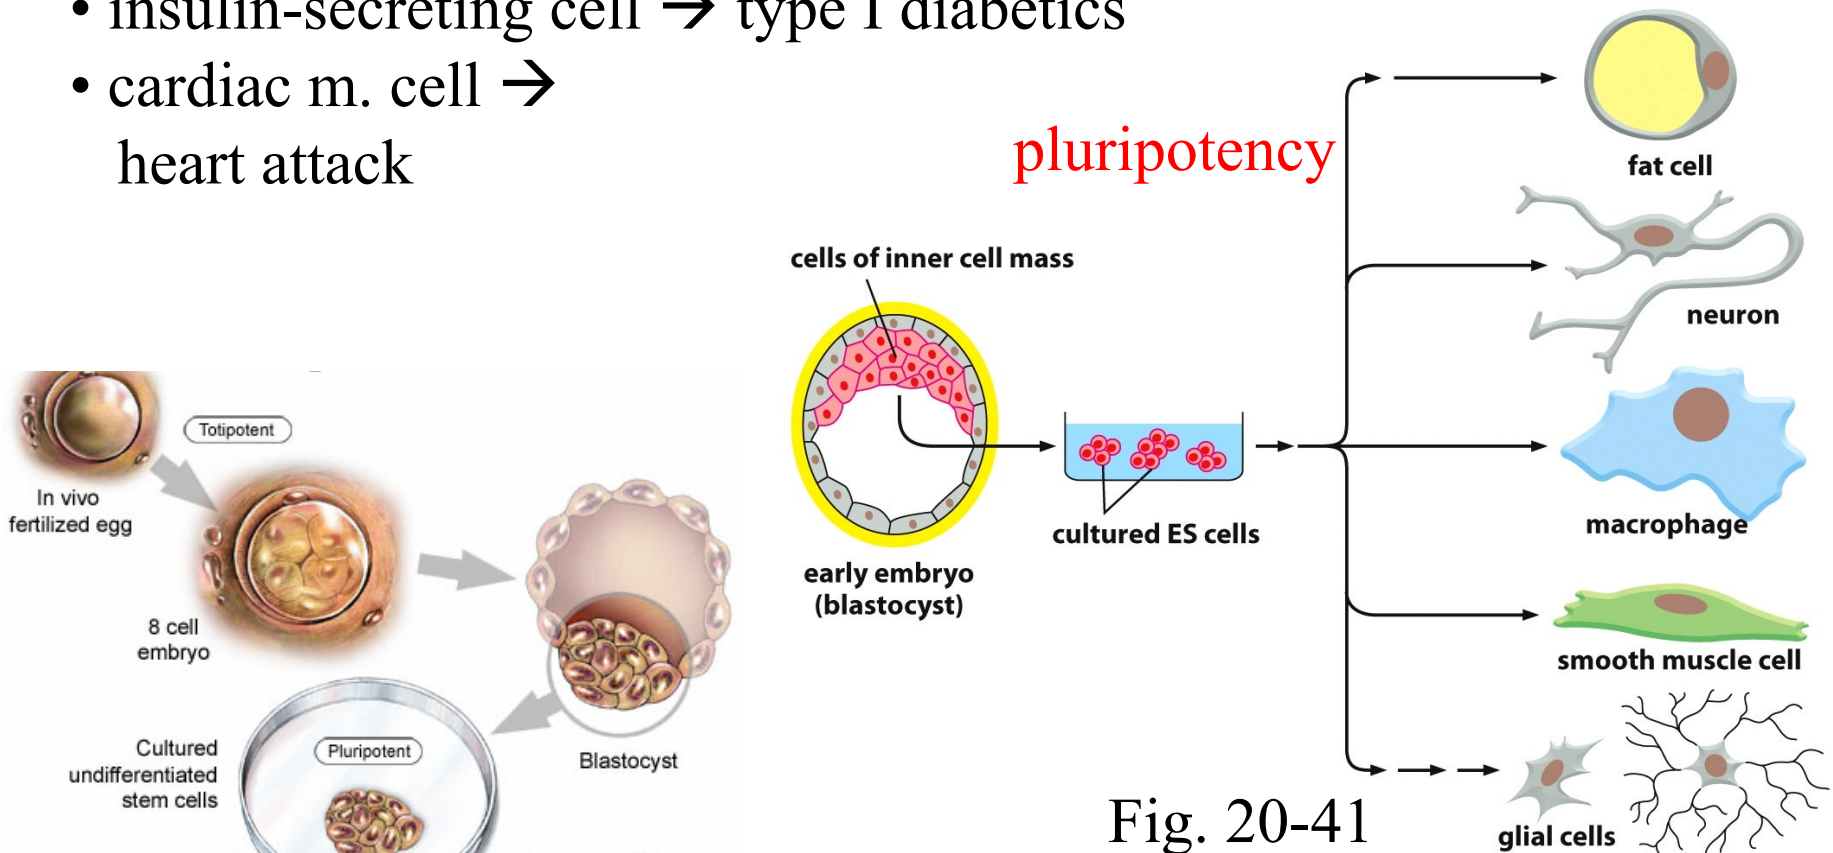 • insulin-secreting cell → type I diabetics
• cardiac m. cell →
heart attack
pluripotency
fat cell
cells of inner cell mass
neuron
Totipotent
In vivo
fertilized egg
macrophage
cultured ES cells
early embryo
(blastocyst)
8 cell
embryo
smooth muscle cell
Cultured
undifferentiated
stem cells
Pluripotent
Blastocyst
Fig. 20-41
glial cells